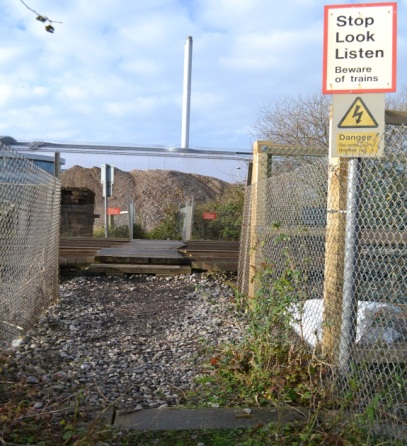 Stop
Look
Listen
Beware
of trains
Danger